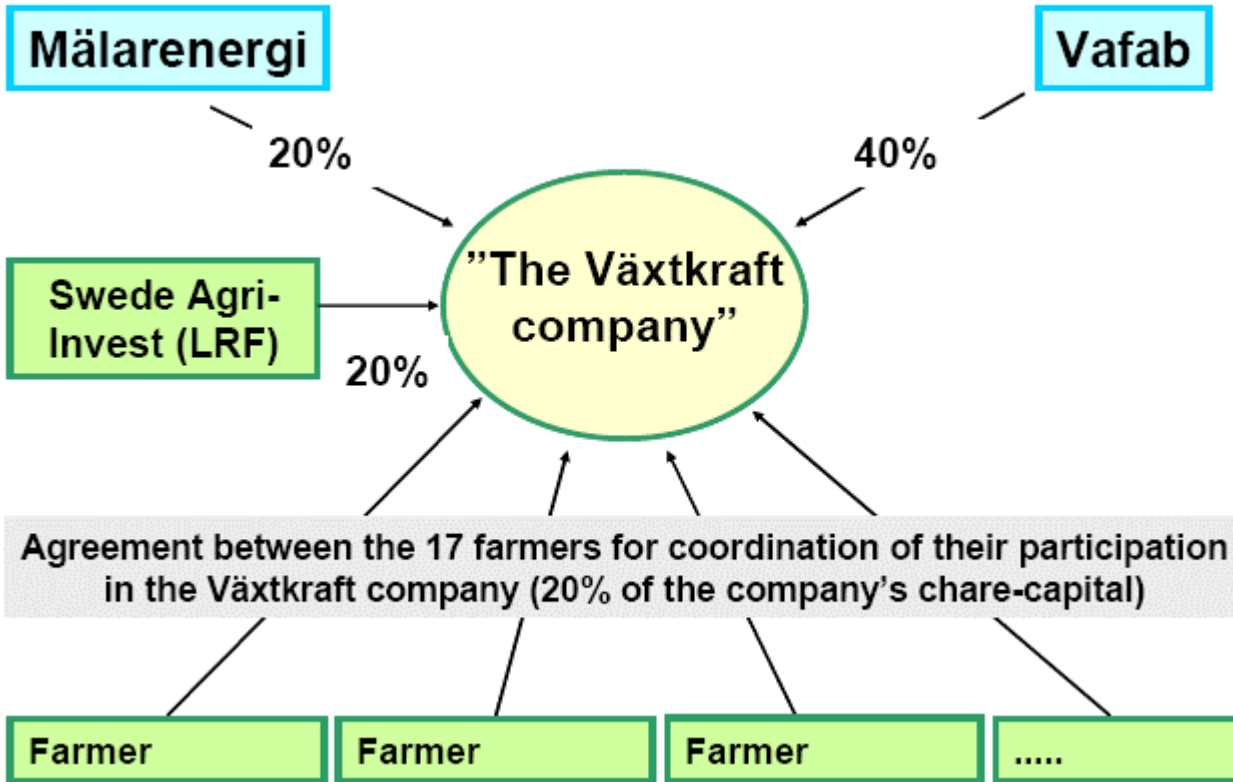 Mälarenergi
Vafab
20%
40%
”The Växtkraft
company”
Swede Agri-
Invest (LRF)
20%
Agreement between the 17 farmers for coordination of their participation
in the Växtkraft company (20% of the company’s chare-capital)
Farmer
Farmer
Farmer
.....